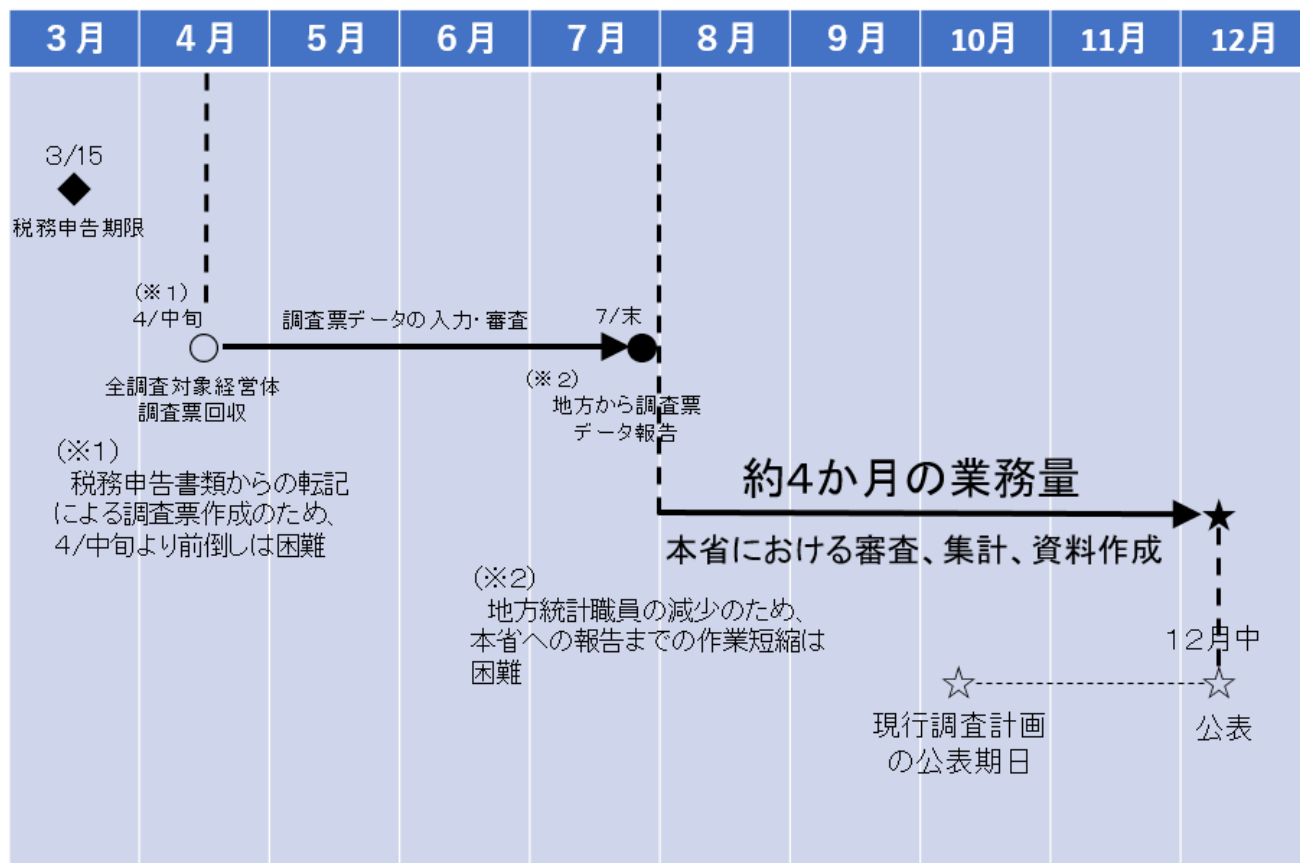 3月 4月 5月 6月 7月 8月 9月 10月 11月 12月
3/15
税務申告期限
(※1)
4/中旬
調査票データの入力・審査
7/末
全調査対象経営体
調査票回収
(※2)
地方から調査票
データ報告
(※1)
税務申告書類からの転記
による調査票作成のため、
4/中旬より前倒しは困難
約4か月の業務量
本省における審査、集計、資料作成
(※2)
地方統計職員の減少のため、
本省への報告までの作業短縮は
困難
12月中
現行調査計画
の公表期日
公表